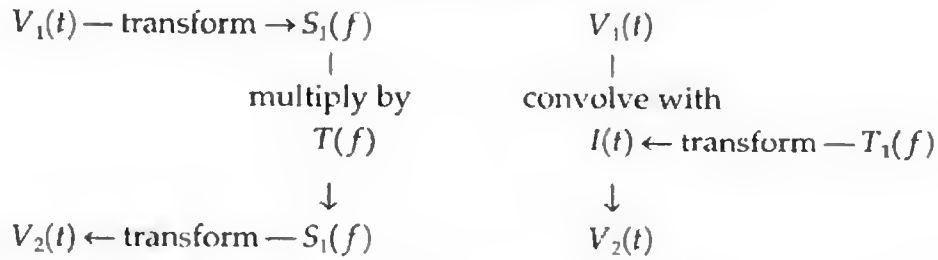 V₁(t) — transform → S₁(f) V₁(t)
multiply by convolve with
T(f) I(t) ← transform — T₁(f)
↓ ↓
V₂(t) ← transform — S₁(f) V₂(t)